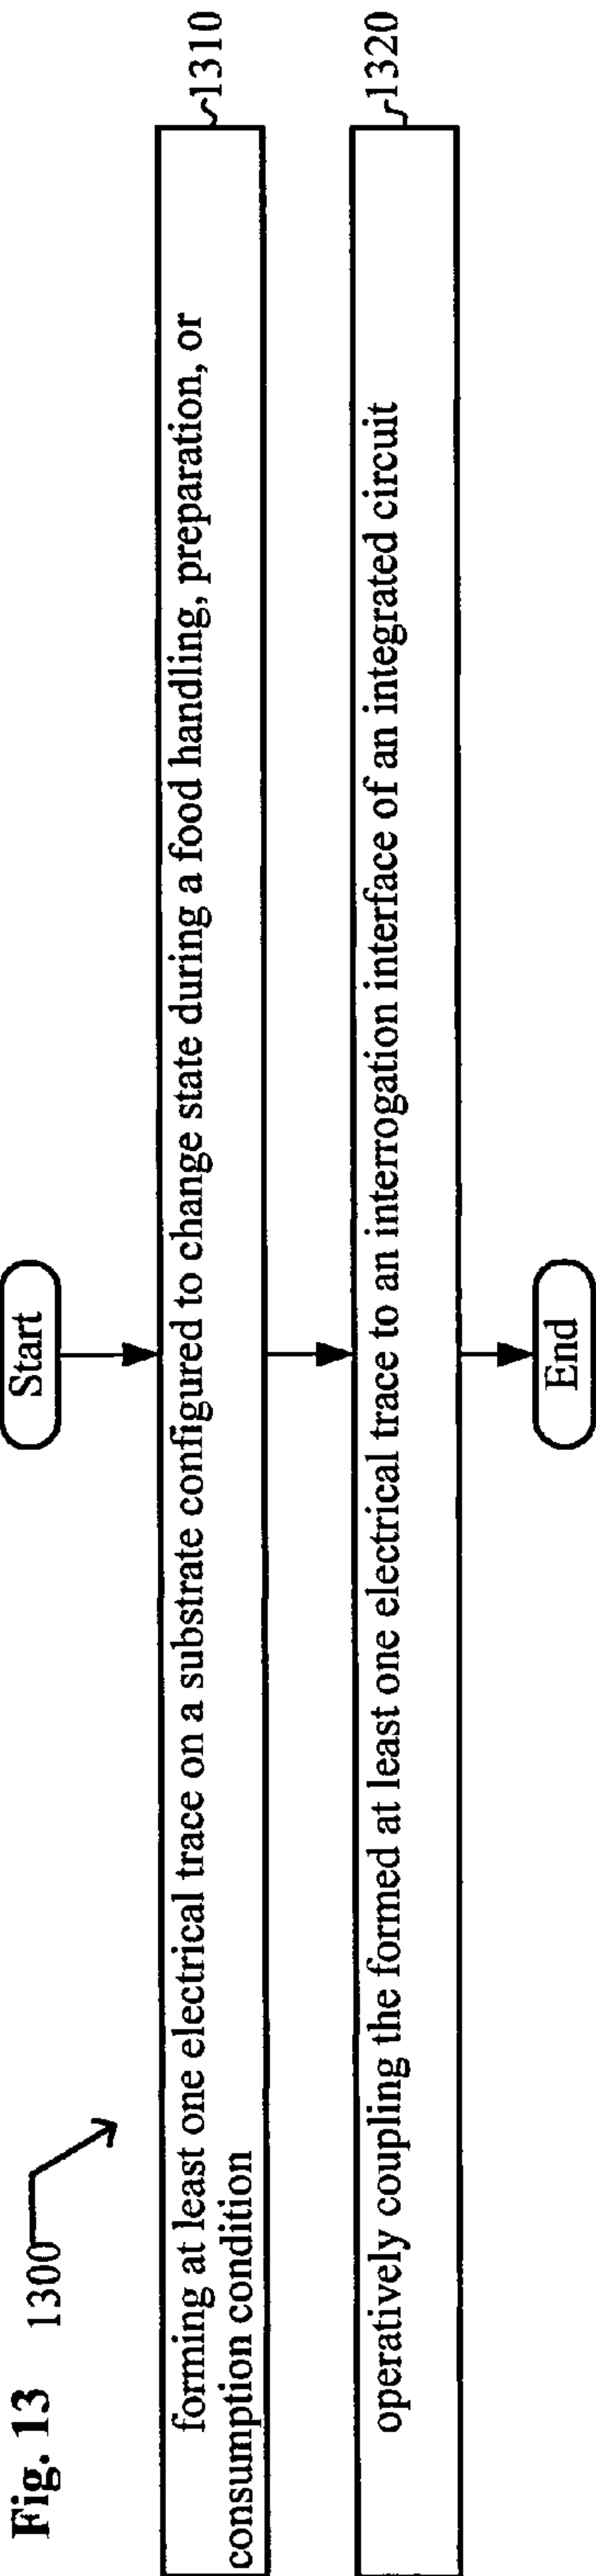 Fig. 13
1300
Start
forming at least one electrical trace on a substrate configured to change state during a food handling, preparation, or
consumption condition
1310
operatively coupling the formed at least one electrical trace to an interrogation interface of an integrated circuit
1320
End